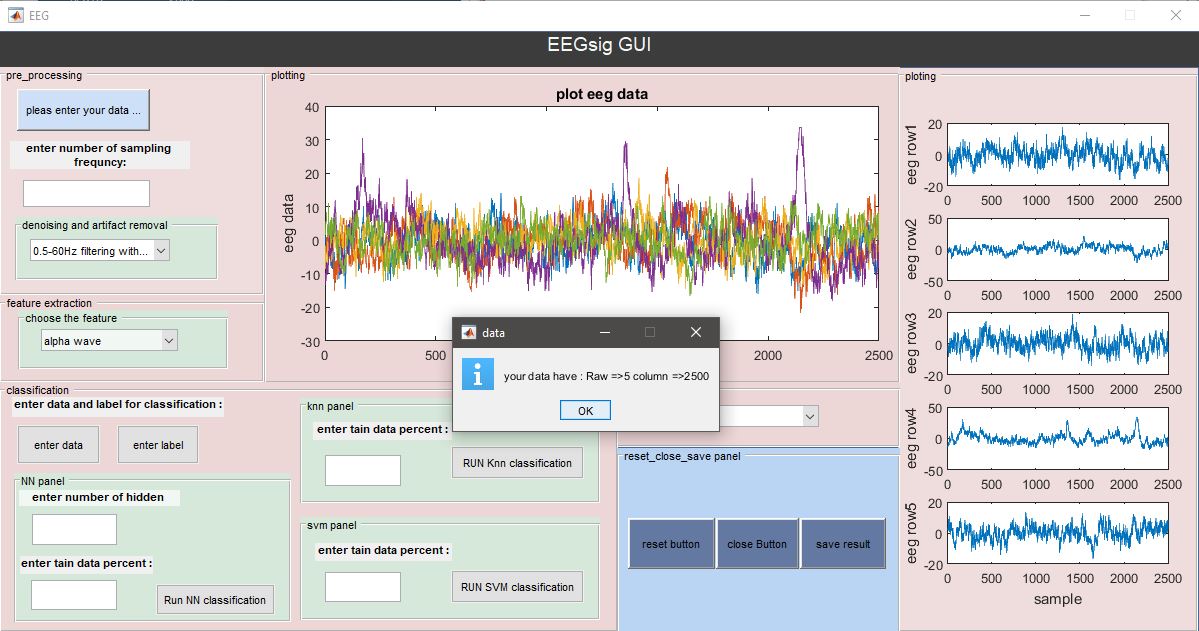 EEG
EEGsig GUI
pre_processing
pleas enter your data ...
enter number of sampling
frequncy:
denoising and artifact removal
0.5-60Hz filtering with...
feature extraction
choose the feature
alpha wave
plotting
plot eeg data
eeg data
40
30
20
10
0
-10
-20
-30
0
500
2000
2500
data
your data have : Raw =>5 column =>2500
OK
classification
enter data and label for classification :
enter data
enter label
NN panel
enter number of hidden
enter tain data percent :
Run NN classification
knn panel
enter tain data percent :
RUN Knn classification
svm panel
enter tain data percent :
RUN SVM classification
reset_close_save panel
reset button
close Button
save result
ploting
eeg row1
20
0
-20
0 500 1000 1500 2000 2500
eeg row2
50
0
-50
0 500 1000 1500 2000 2500
eeg row3
20
0
-20
0 500 1000 1500 2000 2500
eeg row4
50
0
-50
0 500 1000 1500 2000 2500
eeg row5
20
0
-20
0 500 1000 1500 2000 2500
sample